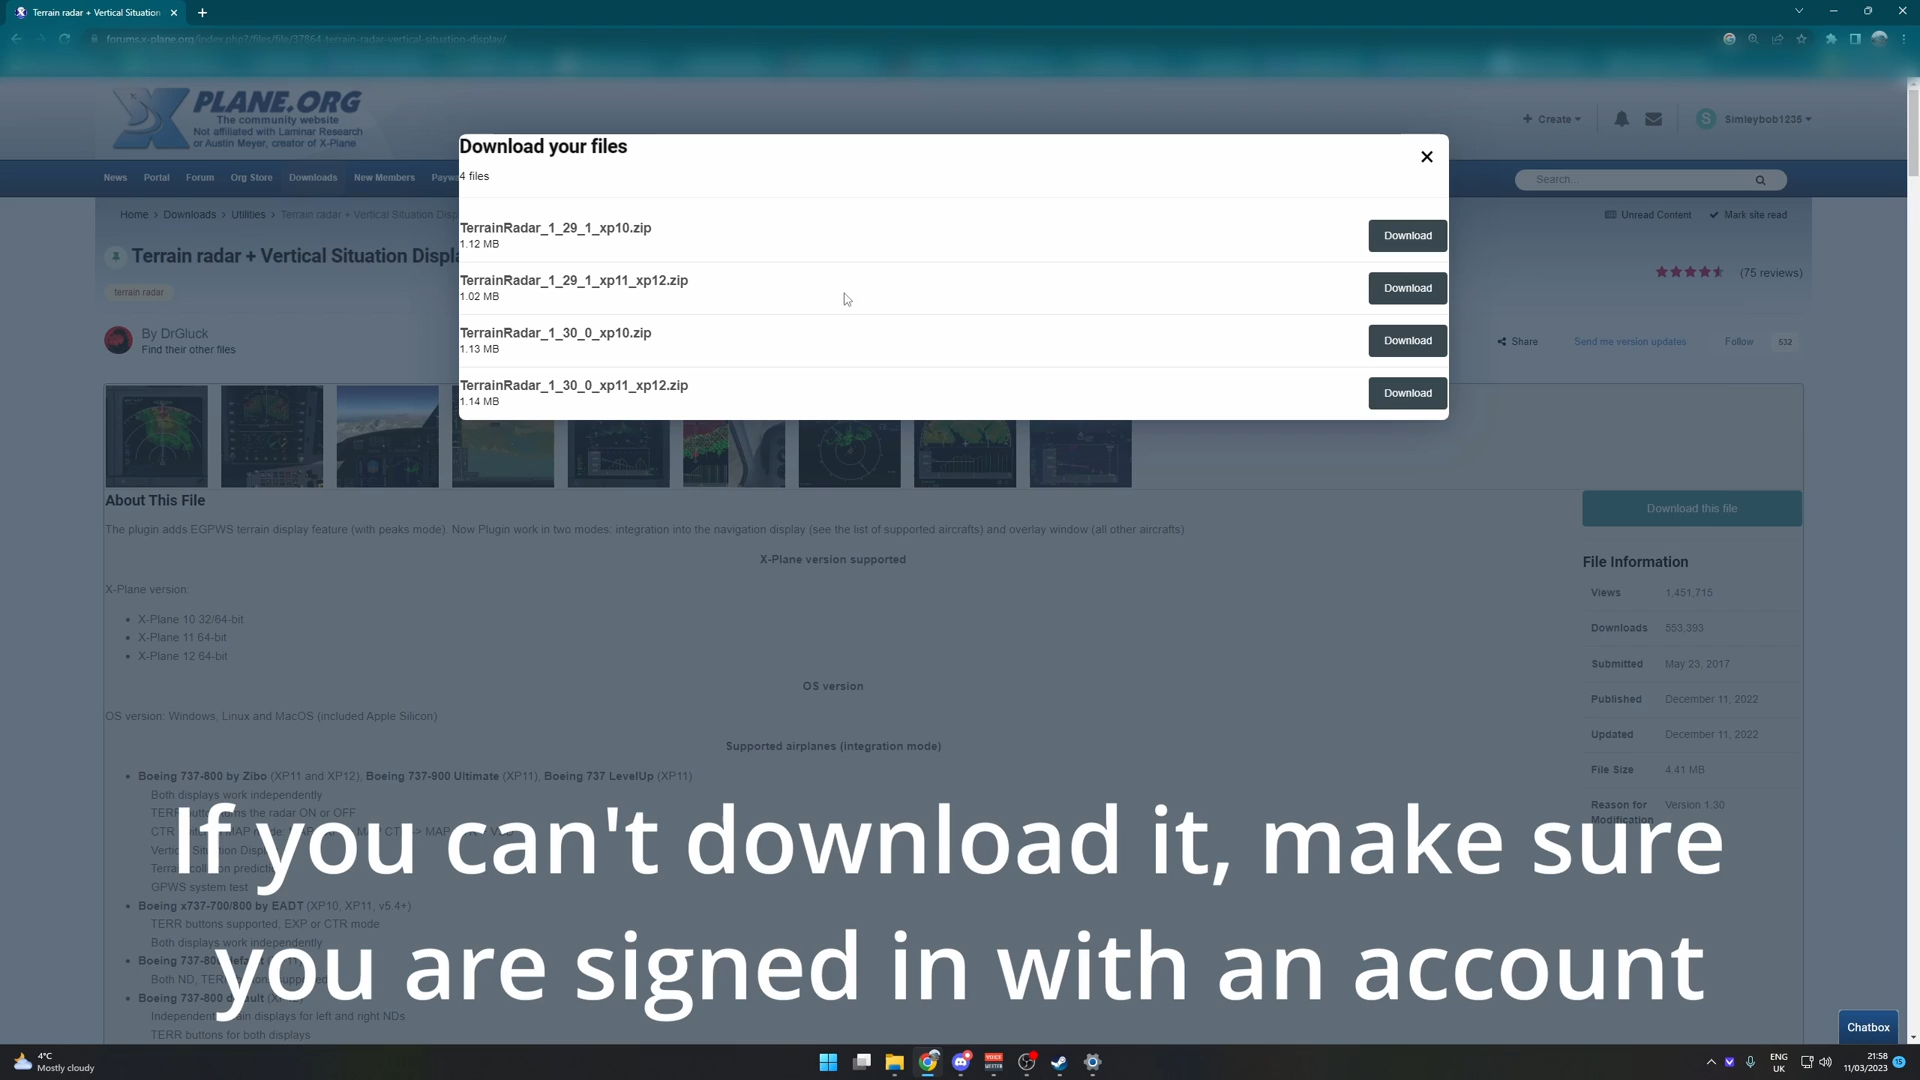 Terrain radar + Vertical Situation
forums.x-plane.org/index.php?/files/file/37864-terrain-radar-vertical-situation-display/
PLANE.ORG
The community website
Not affiliated with Laminar Research
or Austin Meyer, creator of X-Plane
+ Create
S
Simleybob1235
News Portal Forum Org Store Downloads New Members
Search...
Home > Downloads > Utilities > Terrain radar + Vertical Situation Disp
Unread Content
Mark site read
Terrain radar + Vertical Situation Displa
(75 reviews)
terrain radar
By DrGluck
Find their other files
Share
Send me version updates
Follow
532
Download your files
4 files
TerrainRadar_1_29_1_xp10.zip
1.12 MB
Download
TerrainRadar_1_29_1_xp11_xp12.zip
1.02 MB
Download
TerrainRadar_1_30_0_xp10.zip
1.13 MB
Download
TerrainRadar_1_30_0_xp11_xp12.zip
1.14 MB
Download
About This File
The plugin adds EGPWS terrain display feature (with peaks mode). Now Plugin work in two modes: integration into the navigation display (see the list of supported aircrafts) and overlay window (all other aircrafts)
X-Plane version supported
X-Plane version:
X-Plane 10 32/64-bit
X-Plane 11 64-bit
X-Plane 12 64-bit
OS version
OS version: Windows, Linux and MacOS (included Apple Silicon)
Supported airplanes (integration mode)
Boeing 737-800 by Zibo (XP11 and XP12), Boeing 737-900 Ultimate (XP11), Boeing 737 LevelUp (XP11)
Both displays work independently
GPWS system test
Boeing x737-700/800 by EADT (XP10, XP11, v5.4+)
TERR buttons supported, EXP or CTR mode
Both displays work independently
Both ND,
Boeing 737-800
TERR buttons for both displays
Download this file
File Information
Views 1,451,715
Downloads 553,393
Submitted May 23, 2017
Published December 11, 2022
Updated December 11, 2022
File Size 4.41 MB
Reason for Version 1.30
Modification
If you can't download it, make sure
you are signed in with an account
Chatbox
4°C
Mostly cloudy
ENG
UK
21:58
11/03/2023
15